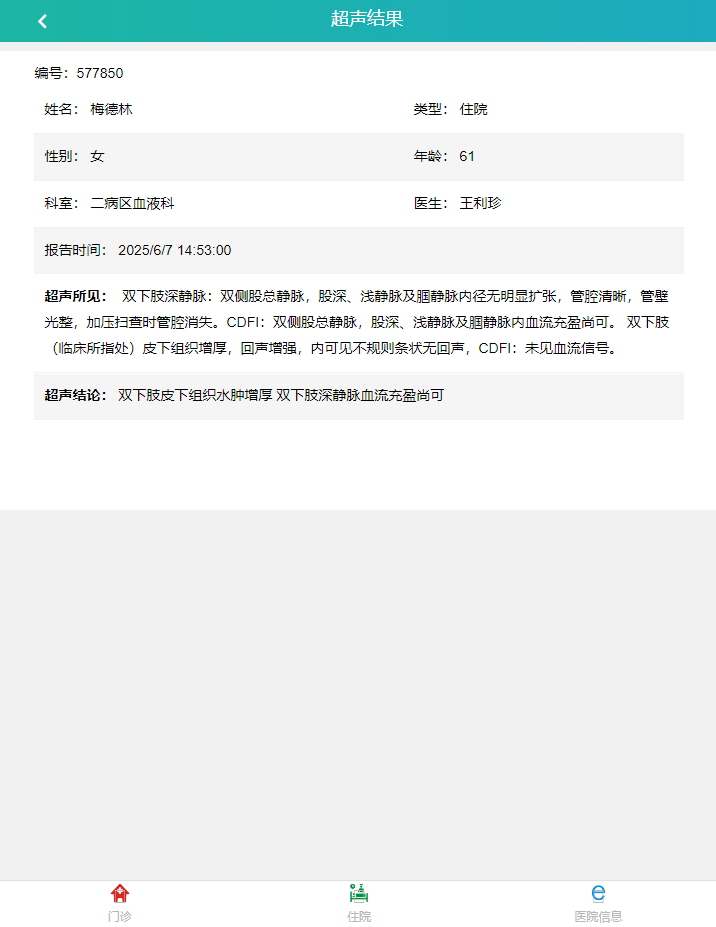 超声结果
编号：577850
姓名： 梅德林 类型： 住院
性别： 女 年龄： 61
科室： 二病区血液科 医生： 王利珍
报告时间： 2025/6/7 14:53:00
超声所见： 双下肢深静脉：双侧股总静脉，股深、浅静脉及腘静脉内径无明显扩张，管腔清晰，管壁
光整，加压扫查时管腔消失。CDFI：双侧股总静脉，股深、浅静脉及腘静脉内血流充盈尚可。 双下肢
（临床所指处）皮下组织增厚，回声增强，内可见不规则条状无回声，CDFI：未见血流信号。
超声结论： 双下肢皮下组织水肿增厚 双下肢深静脉血流充盈尚可
门诊 住院 医院信息